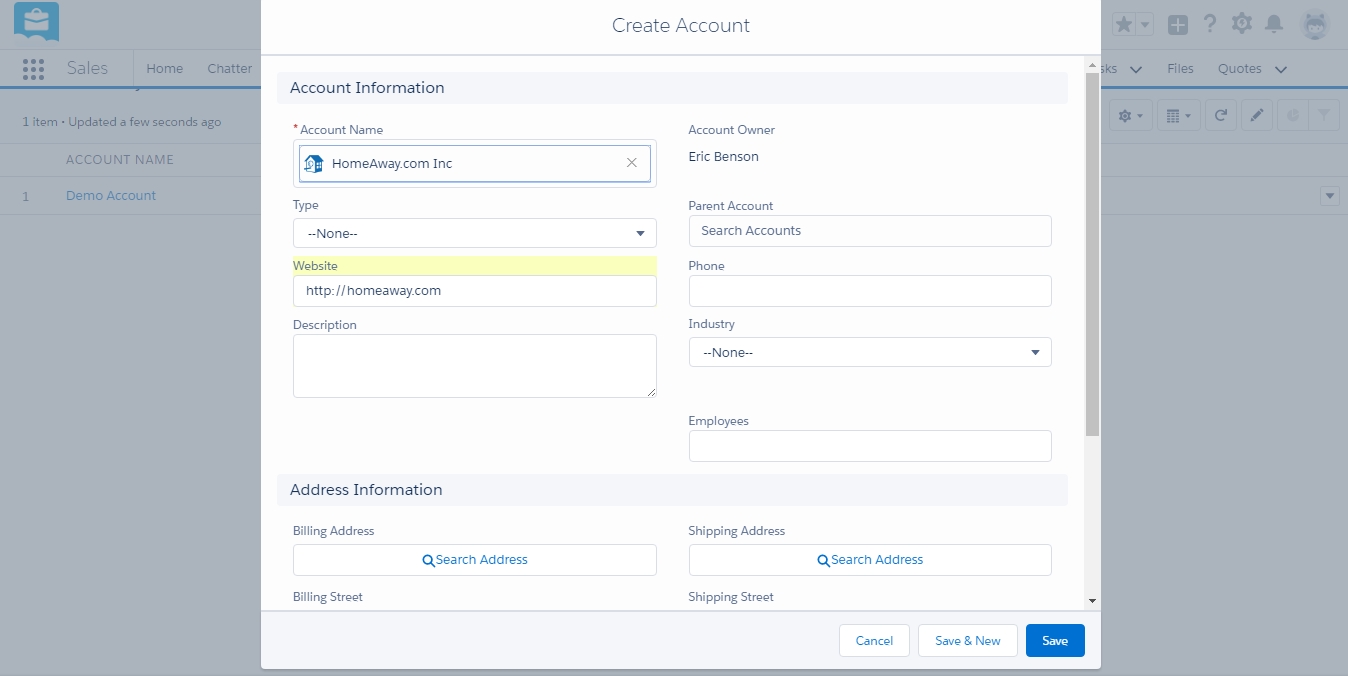 Create Account
Sales
Home
Chatter
Files
Quotes
1 item • Updated a few seconds ago
ACCOUNT NAME
1
Demo Account
Account Information
* Account Name
HomeAway.com Inc
Account Owner
Eric Benson
Type
--None--
Parent Account
Search Accounts
Website
http://homeaway.com
Phone
Description
Industry
--None--
Employees
Address Information
Billing Address
Search Address
Shipping Address
Search Address
Billing Street
Shipping Street
Cancel
Save & New
Save